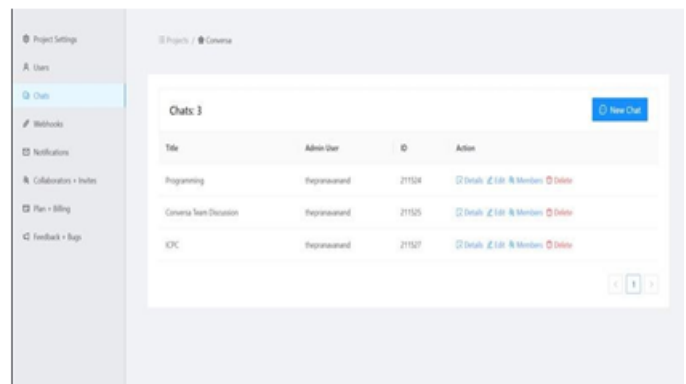 Project Settings
Users
Chats
Webhooks
Notifications
Collaborators + Invites
Plan + Billing
Feedback + Bugs
Projects / Conversa
Chats: 3
New Chat
Title Admin User ID Action
Programming thepranavanand 211524 Details Edit Members Delete
Conversa Team Discussion thepranavanand 211525 Details Edit Members Delete
ICPC thepranavanand 211527 Details Edit Members Delete
< 1 >